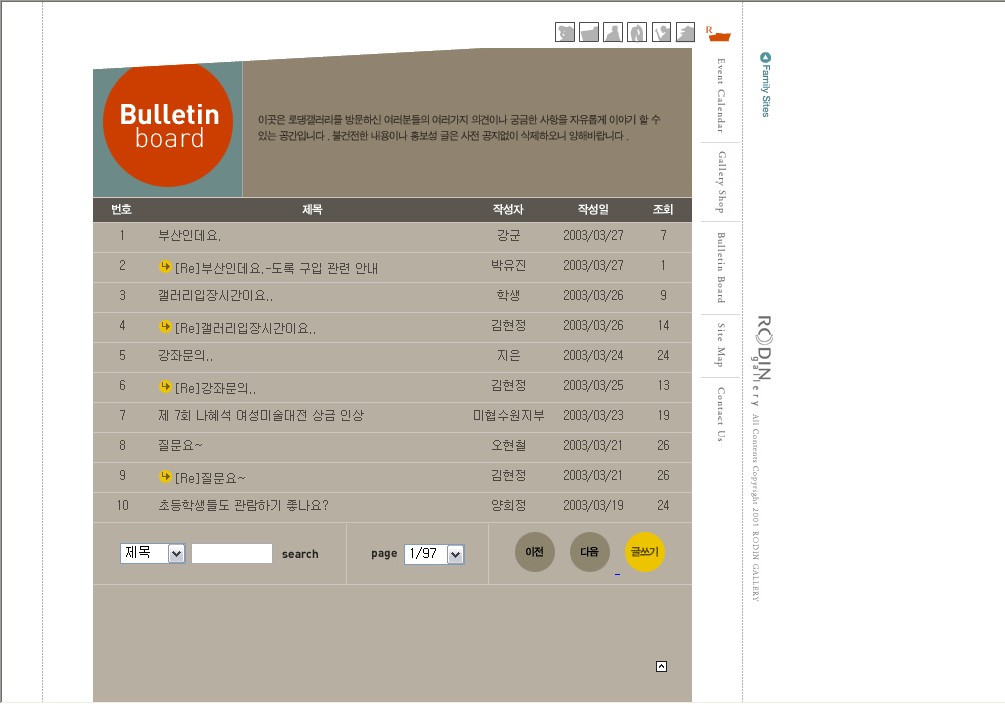 R
Bulletin
board
이곳은 로댕갤러리를 방문하신 여러분들의 여러가지 의견이나 궁금한 사항을 자유롭게 이야기 할 수
있는 공간입니다 . 불건전한 내용이나 홍보성 글은 사전 공지없이 삭제하오니 양해바랍니다 .
번호 제목 작성자 작성일 조회
1 부산인데요. 강군 2003/03/27 7
2 [Re]부산인데요.-도록 구입 관련 안내 박유진 2003/03/27 1
3 갤러리입장시간이요.. 학생 2003/03/26 9
4 [Re]갤러리입장시간이요.. 김현정 2003/03/26 14
5 강좌문의.. 지은 2003/03/24 24
6 [Re]강좌문의.. 김현정 2003/03/25 13
7 제 7회 나혜석 여성미술대전 상금 인상 미협수원지부 2003/03/23 19
8 질문요~ 오현철 2003/03/21 26
9 [Re]질문요~ 김현정 2003/03/21 26
10 초등학생들도 관람하기 좋나요? 양희정 2003/03/19 24
제목 search page 1/97 이전 다음 글쓰기
Event Calendar
Gallery Shop
Bulletin Board
Site Map
Contact Us
Family Sites
RODIN
gallery
All Contents Copyright 2001 RODIN GALLERY